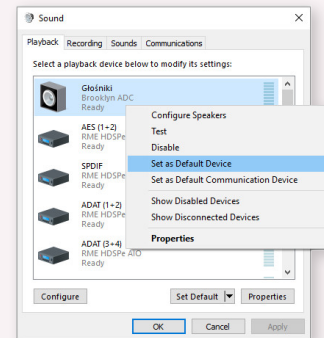 Sound
Playback Recording Sounds Communications
Select a playback device below to modify its settings:
Głośniki
Brooklyn ADC
Ready
AES (1+2)
RME HDSPe
Ready
SPDIF
RME HDSPe
Ready
ADAT (1+2)
RME HDSPe
Ready
ADAT (3+4)
RME HDSPe AIO
Ready
Configure Speakers
Test
Disable
Set as Default Device
Set as Default Communication Device
Show Disabled Devices
Show Disconnected Devices
Properties
Configure Set Default Properties
OK Cancel Apply